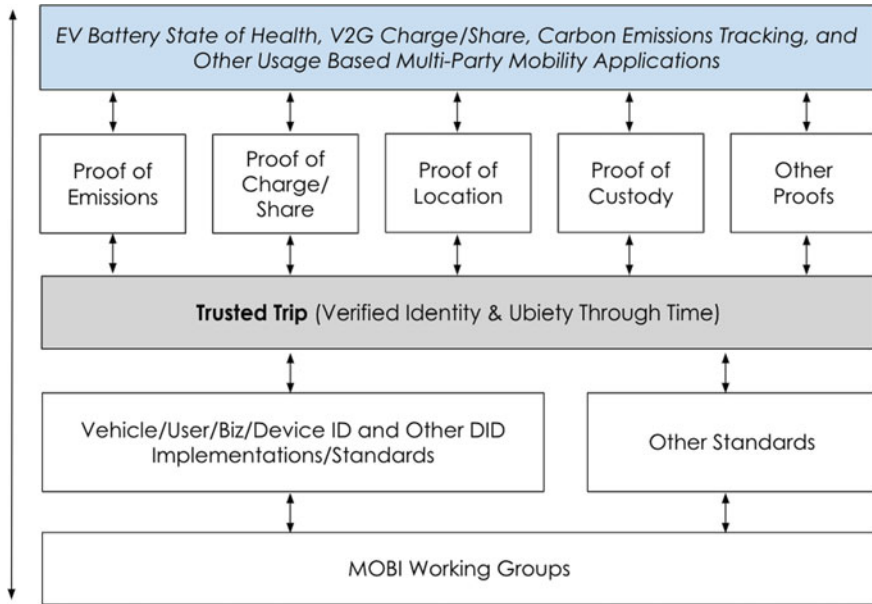 EV Battery State of Health, V2G Charge/Share, Carbon Emissions Tracking, and
Other Usage Based Multi-Party Mobility Applications
Proof of
Emissions
Proof of
Charge/
Share
Proof of
Location
Proof of
Custody
Other
Proofs
Trusted Trip (Verified Identity & Ubiety Through Time)
Vehicle/User/Biz/Device ID and Other DID
Implementations/Standards
Other Standards
MOBI Working Groups